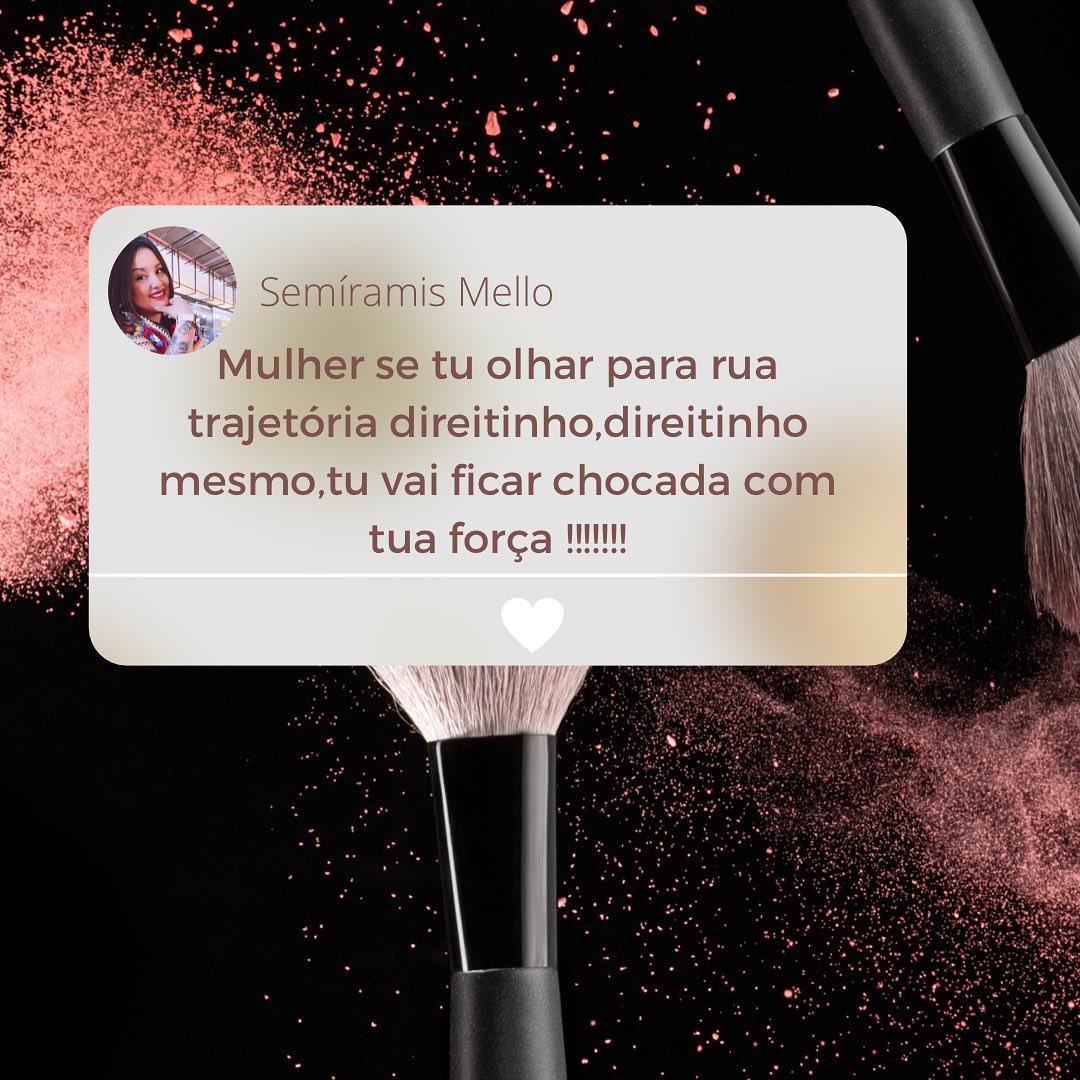 Semíramis Mello
Mulher se tu olhar para rua
trajetória direitinho,direitinho
mesmo,tu vai ficar chocada com
tua força !!!!!!!